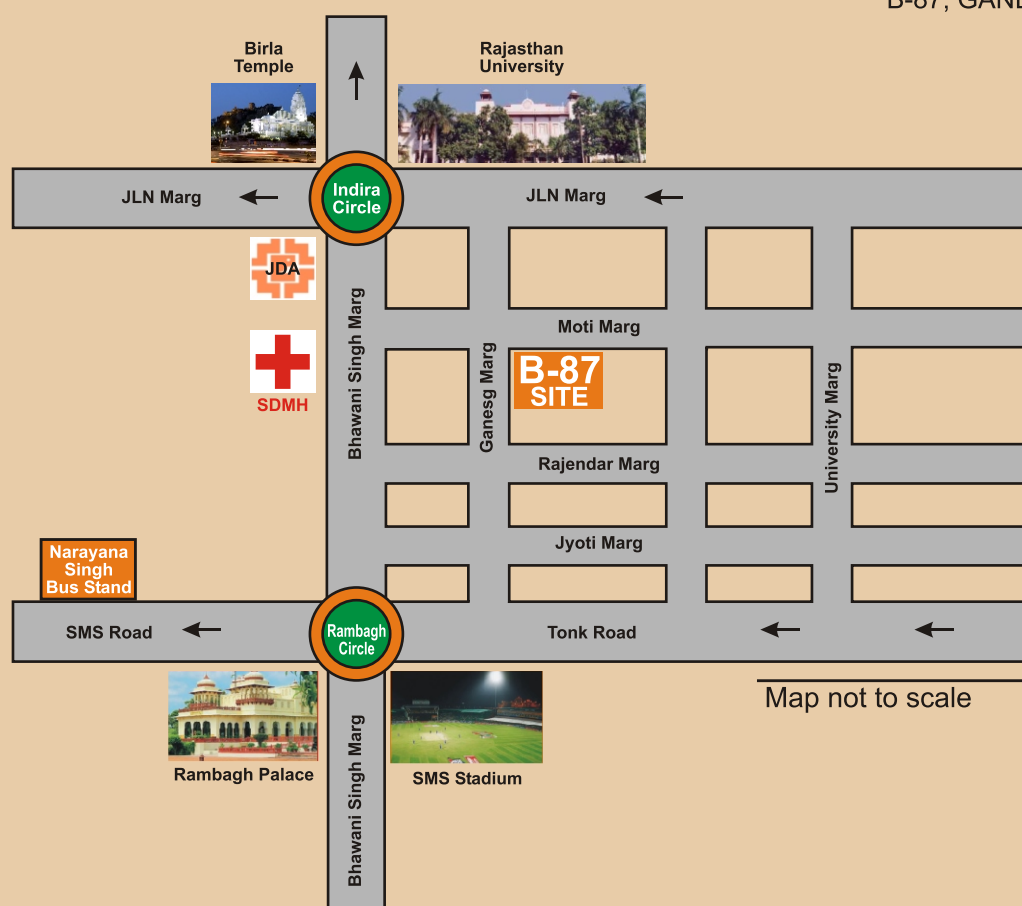 B-87, GAND
Birla
Temple
Rajasthan
University
JLN Marg
Indira
Circle
JLN Marg
JDA
Moti Marg
Bhawani Singh Marg
Ganesg Marg
B-87
SITE
SDMH
University Marg
Rajendar Marg
Jyoti Marg
Narayana
Singh
Bus Stand
SMS Road
Rambagh
Circle
Tonk Road
Map not to scale
Rambagh Palace
Bhawani Singh Marg
SMS Stadium